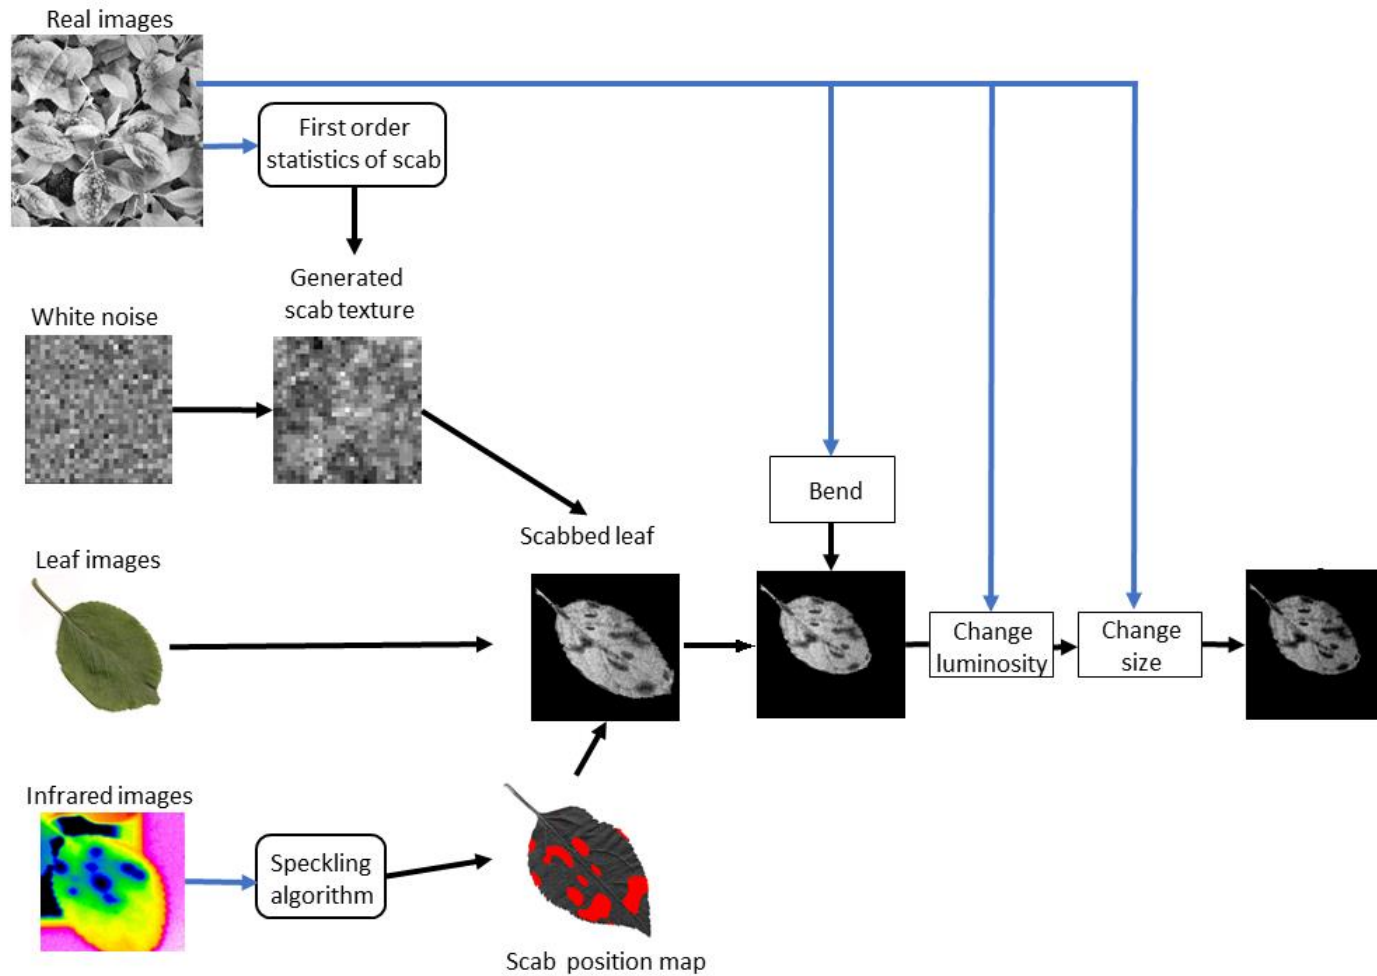 Real images
First order
statistics of scab
Generated
scab texture
White noise
Bend
Scabbed leaf
Leaf images
Change
luminosity
Change
size
Infrared images
Speckling
algorithm
Scab position map